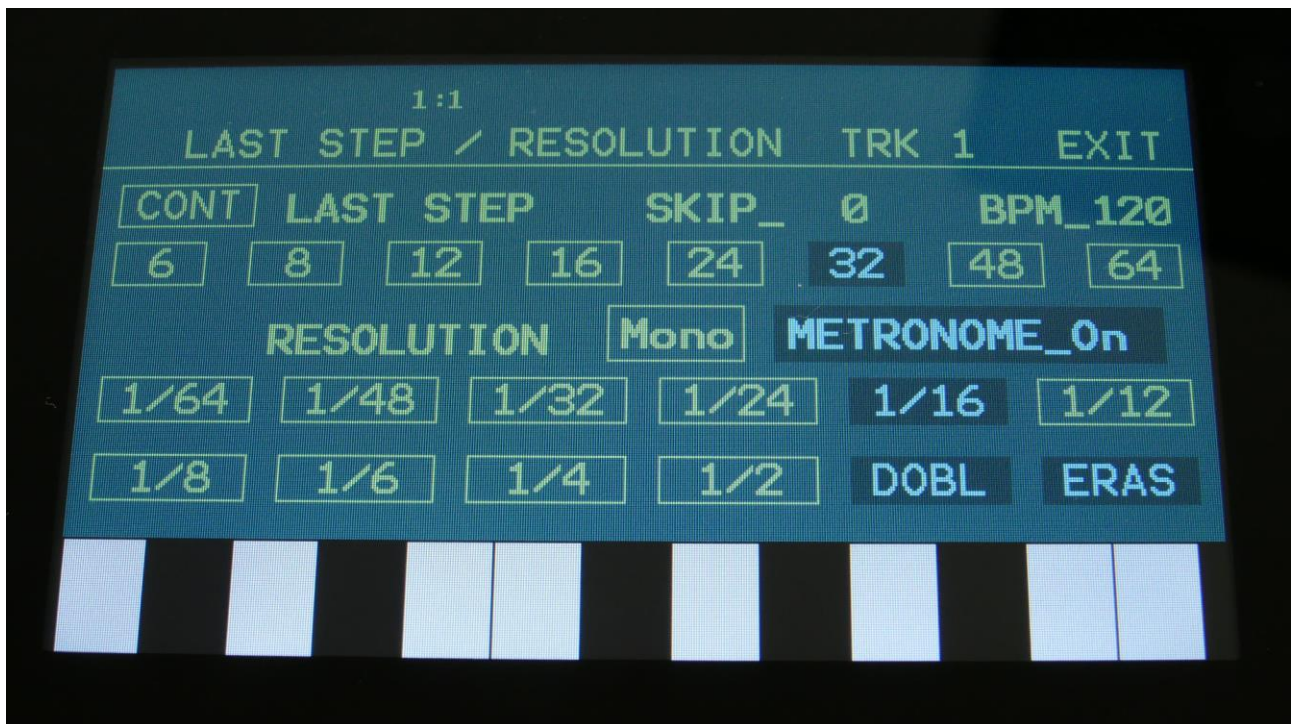 1:1
LAST STEP / RESOLUTION TRK 1 EXIT
CONT LAST STEP SKIP_ 0 BPM_120
6 8 12 16 24 32 48 64
RESOLUTION Mono METRONOME_On
1/64 1/48 1/32 1/24 1/16 1/12
1/8 1/6 1/4 1/2 DOBL ERAS